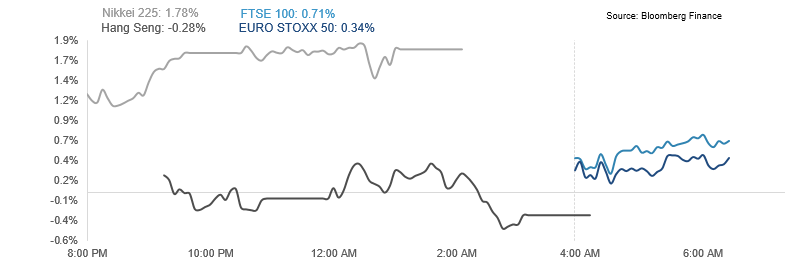 Nikkei 225: 1.78% FTSE 100: 0.71%
Hang Seng: -0.28% EURO STOXX 50: 0.34%
Source: Bloomberg Finance
1.9%
1.7%
1.4%
1.2%
0.9%
0.7%
0.4%
0.2%
-0.1%
-0.4%
-0.6%
8:00 PM 10:00 PM 12:00 AM 2:00 AM 4:00 AM 6:00 AM